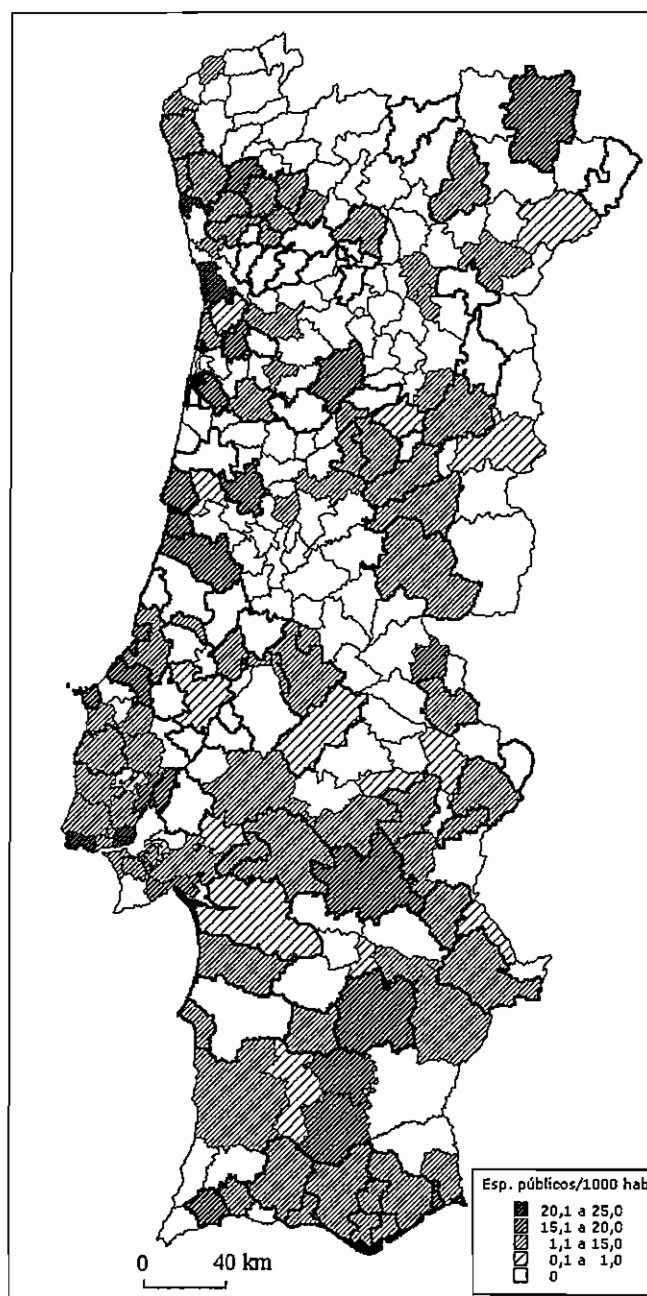 Esp. públicos/1000 hab
20,1 a 25,0
15,1 a 20,0
1,1 a 15,0
0,1 a 1,0
0
0 40 km